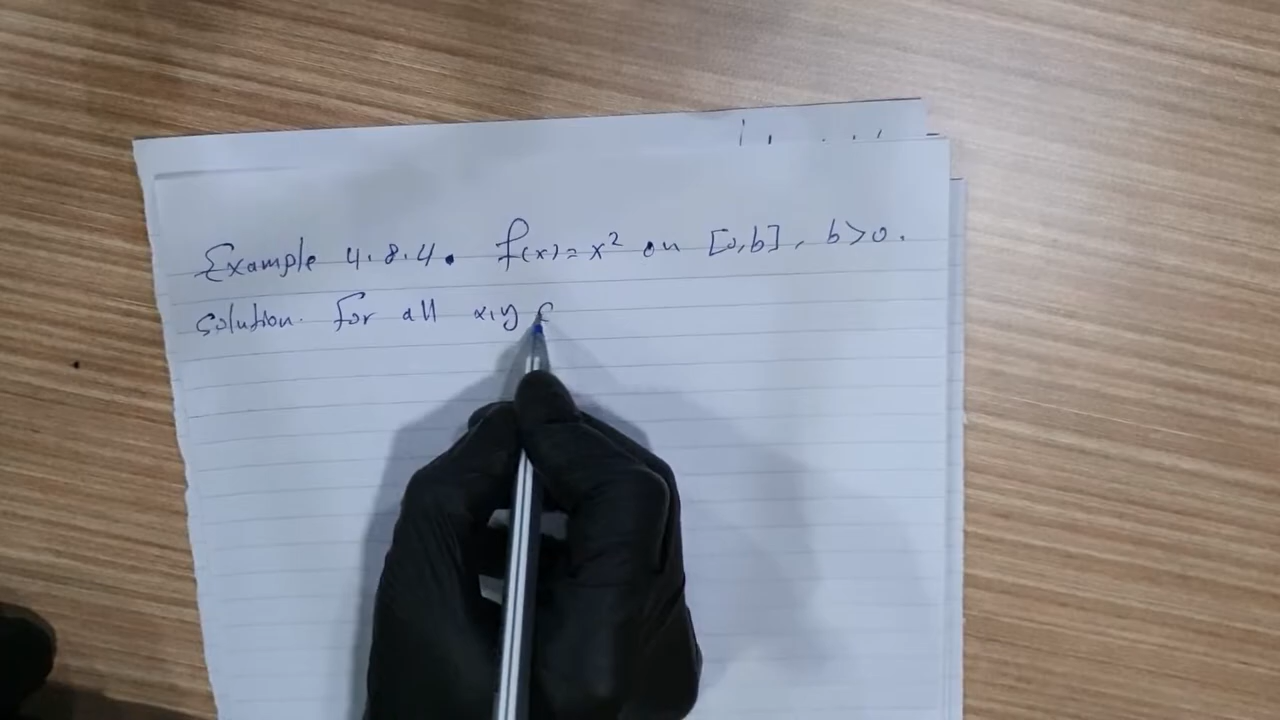 Example 4.8.4. f(x)=x² on [0,b], b>0.
solution. for all x,y